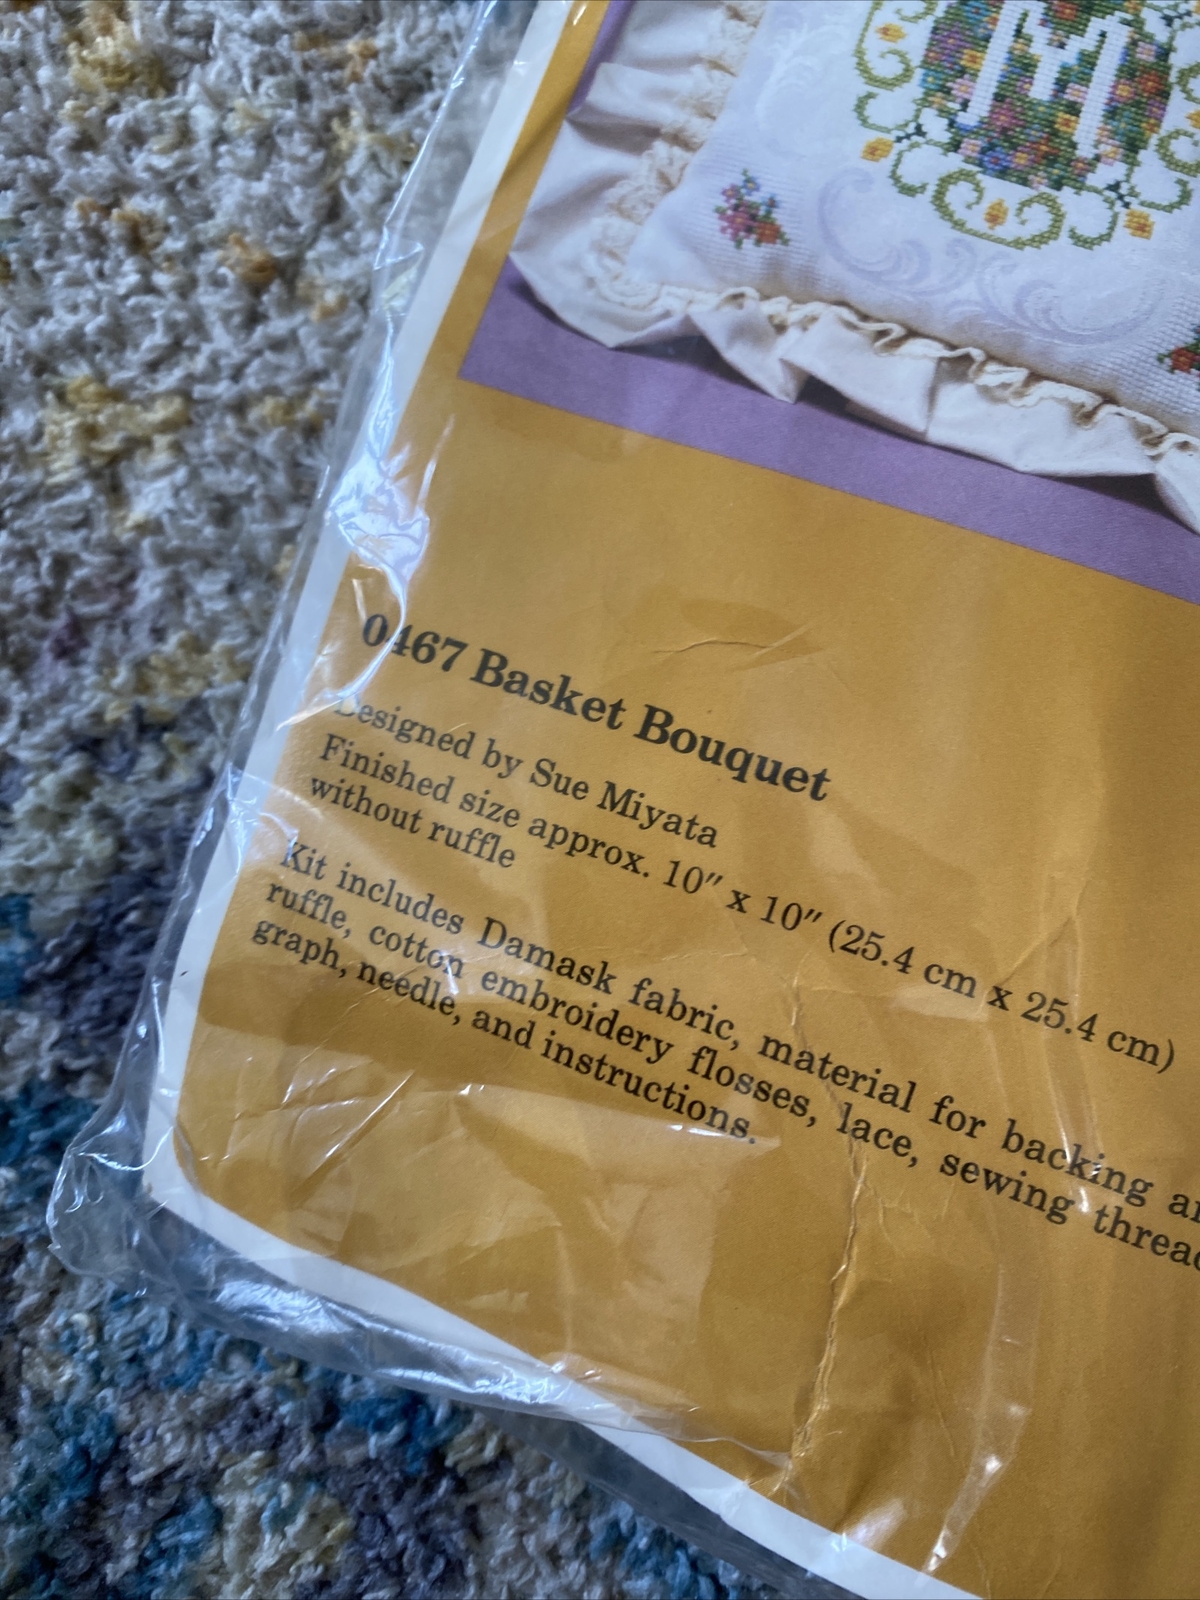 M
0467 Basket Bouquet
Designed by Sue Miyata
Finished size approx. 10" x 10" (25.4 cm x 25.4 cm)
without ruffle
Kit includes Damask fabric, material for backing
ruffle, cotton embroidery flosses, lace, sewing
graph, needle, and instructions.